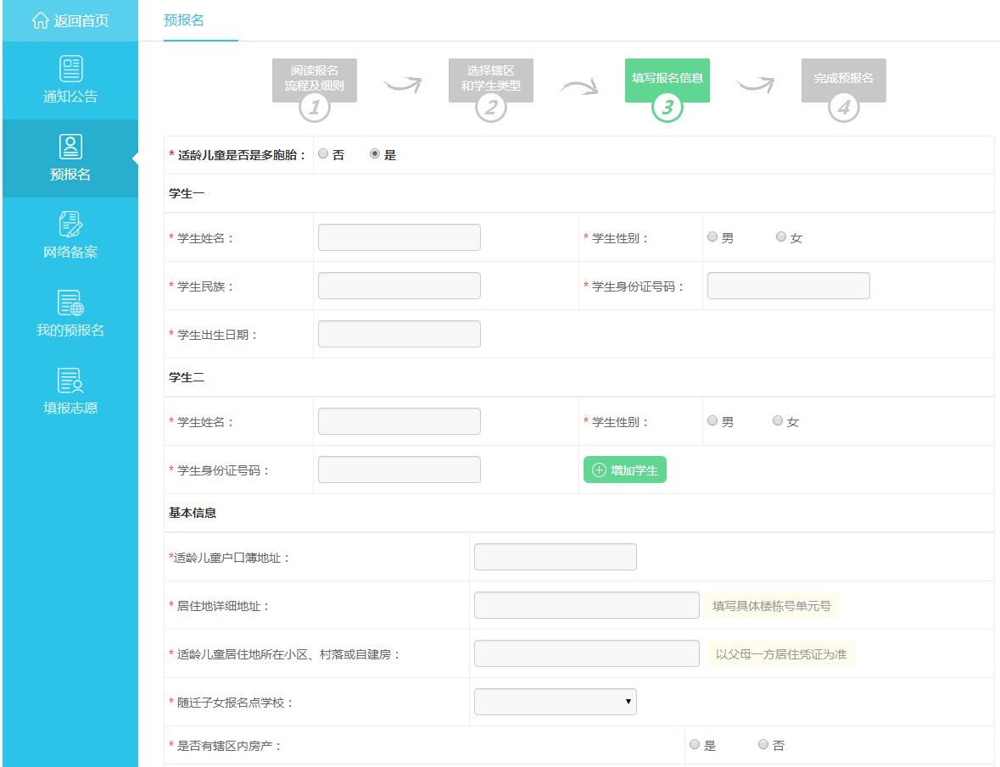 返回首页
预报名
通知公告
预报名
网络备案
我的预报名
填报志愿
阅读报名
流程及细则
1
选择辖区
和学生类型
2
填写报名信息
3
完成预报名
4
* 适龄儿童是否是多胞胎： 否 是
学生一
* 学生姓名： * 学生性别： 男 女
* 学生民族： * 学生身份证号码：
* 学生出生日期：
学生二
* 学生姓名： * 学生性别： 男 女
* 学生身份证号码： 增加学生
基本信息
*适龄儿童户口簿地址：
* 居住地详细地址： 填写具体楼栋号单元号
* 适龄儿童居住地所在小区、村落或自建房： 以父母一方居住凭证为准
* 随迁子女报名点学校：
* 是否有辖区内房产： 是 否